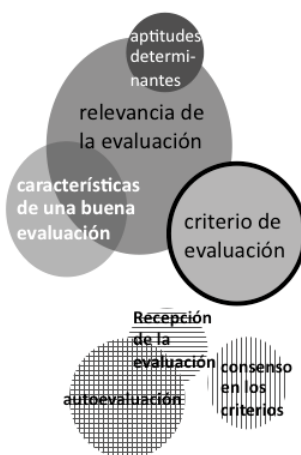 aptitudes
determi-
nantes
relevancia de
la evaluación
características
de una buena
evaluación
criterio de
evaluación
Recepción
de la
evaluación
consenso
en los
criterios
autoevaluación